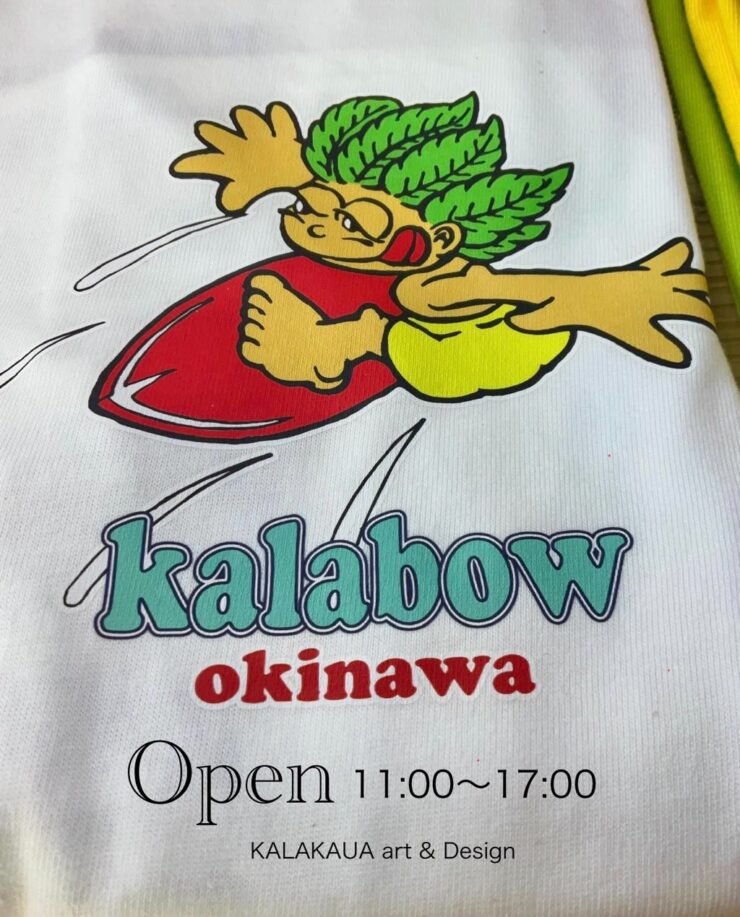 kalabow
okinawa
Open 11:00～17:00
KALAKAUA art & Design